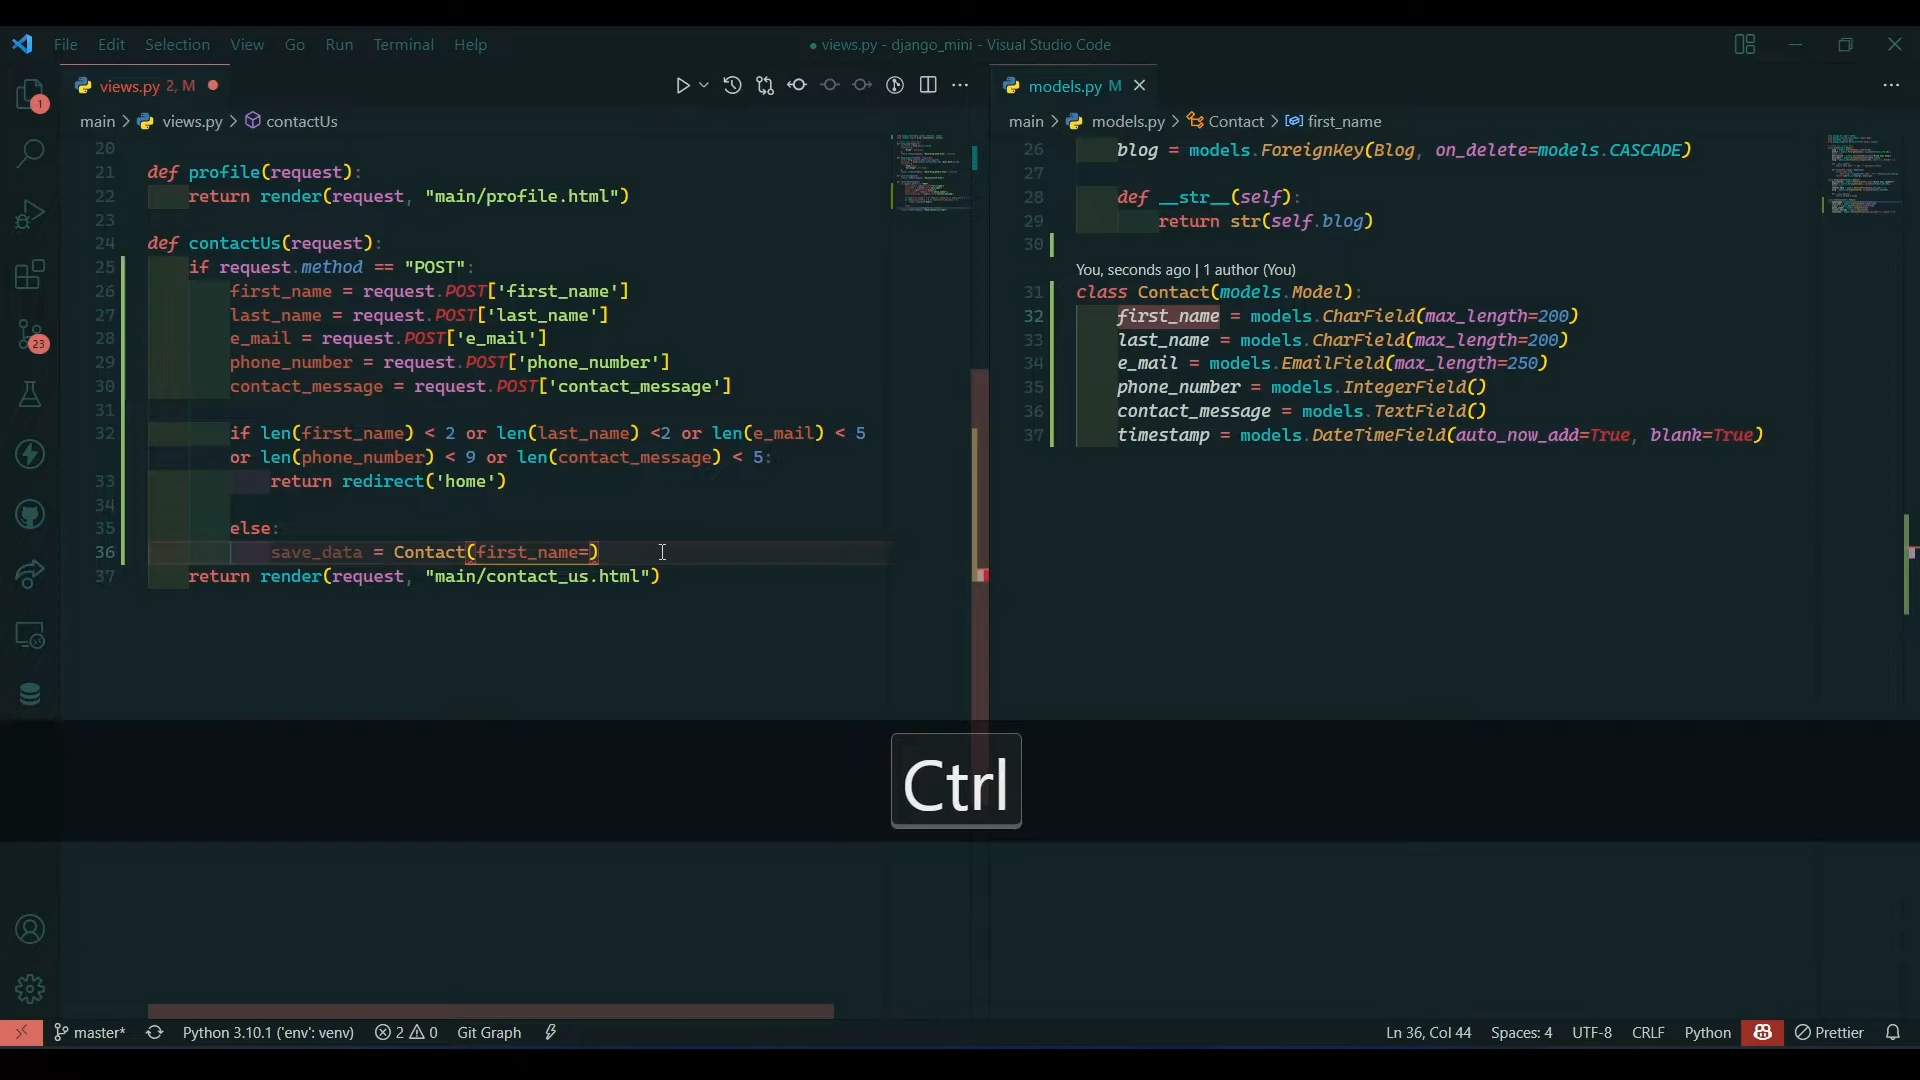 File Edit Selection View Go Run Terminal Help
● views.py - django_mini - Visual Studio Code
views.py 2, M
main > views.py > contactUs
20
21 def profile(request):
22 return render(request, "main/profile.html")
23
24 def contactUs(request):
25 if request.method == "POST":
26 first_name = request.POST['first_name']
27 last_name = request.POST['last_name']
28 e_mail = request.POST['e_mail']
29 phone_number = request.POST['phone_number']
30 contact_message = request.POST['contact_message']
31
32 if len(first_name) < 2 or len(last_name) <2 or len(e_mail) < 5
or len(phone_number) < 9 or len(contact_message) < 5:
33 return redirect('home')
34
35 else:
36 save_data = Contact(first_name=)
37 return render(request, "main/contact_us.html")
models.py M
main > models.py > Contact > first_name
26 blog = models.ForeignKey(Blog, on_delete=models.CASCADE)
27
28 def __str__(self):
29 return str(self.blog)
30
You, seconds ago | 1 author (You)
31 class Contact(models.Model):
32 first_name = models.CharField(max_length=200)
33 last_name = models.CharField(max_length=200)
34 e_mail = models.EmailField(max_length=250)
35 phone_number = models.IntegerField()
36 contact_message = models.TextField()
37 timestamp = models.DateTimeField(auto_now_add=True, blank=True)
1
23
Ctrl
master* Python 3.10.1 ('env': venv) 2 0 Git Graph
Ln 36, Col 44 Spaces: 4 UTF-8 CRLF Python Prettier